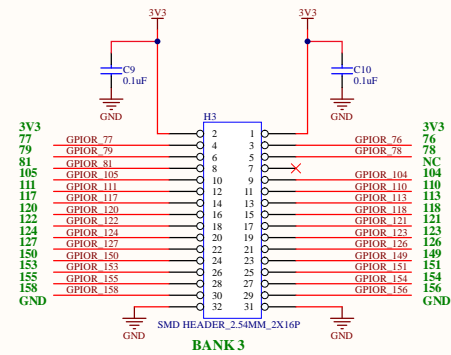 3V3 3V3
C9 C10
0.1uF 0.1uF
GND GND
H3
3V3 2 1 3V3
77 GPIOR_77 4 3 GPIOR_76 76
79 GPIOR_79 6 5 GPIOR_78 78
81 GPIOR_81 8 7 NC
105 GPIOR_105 10 9 GPIOR_104 104
111 GPIOR_111 12 11 GPIOR_110 110
117 GPIOR_117 14 13 GPIOR_113 113
120 GPIOR_120 16 15 GPIOR_118 118
122 GPIOR_122 18 17 GPIOR_121 121
124 GPIOR_124 20 19 GPIOR_123 123
127 GPIOR_127 22 21 GPIOR_126 126
150 GPIOR_150 24 23 GPIOR_149 149
153 GPIOR_153 26 25 GPIOR_151 151
155 GPIOR_155 28 27 GPIOR_154 154
158 GPIOR_158 30 29 GPIOR_156 156
GND 32 31 GND
SMD HEADER_2.54MM_2X16P
GND GND
BANK 3